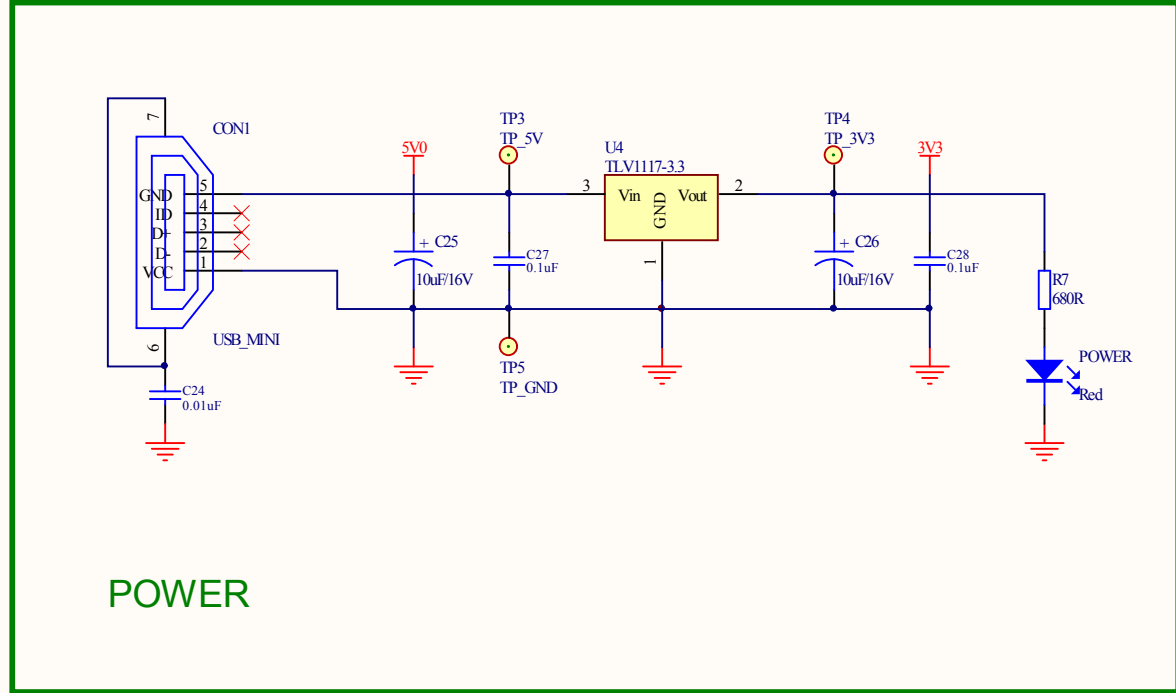 7
CON1
GND 5
ID 4
D+ 3
D- 2
VCC 1
6
USB_MINI
C24
0.01uF
5V0
+ C25
10uF/16V
TP3
TP_5V
C27
0.1uF
TP5
TP_GND
U4
TLV1117-3.3
3 Vin Vout 2
GND
1
TP4
TP_3V3
+ C26
10uF/16V
3V3
C28
0.1uF
R7
680R
POWER
Red
POWER